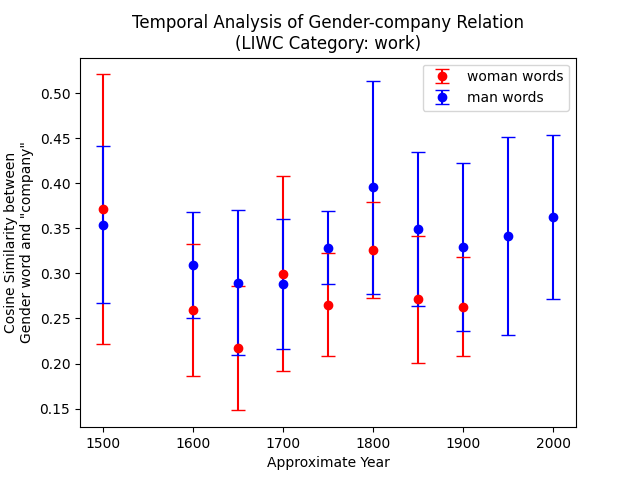 Temporal Analysis of Gender-company Relation
(LIWC Category: work)
woman words
man words
Cosine Similarity between
Gender word and "company"
0.50
0.45
0.40
0.35
0.30
0.25
0.20
0.15
1500
1600
1700
1800
1900
2000
Approximate Year